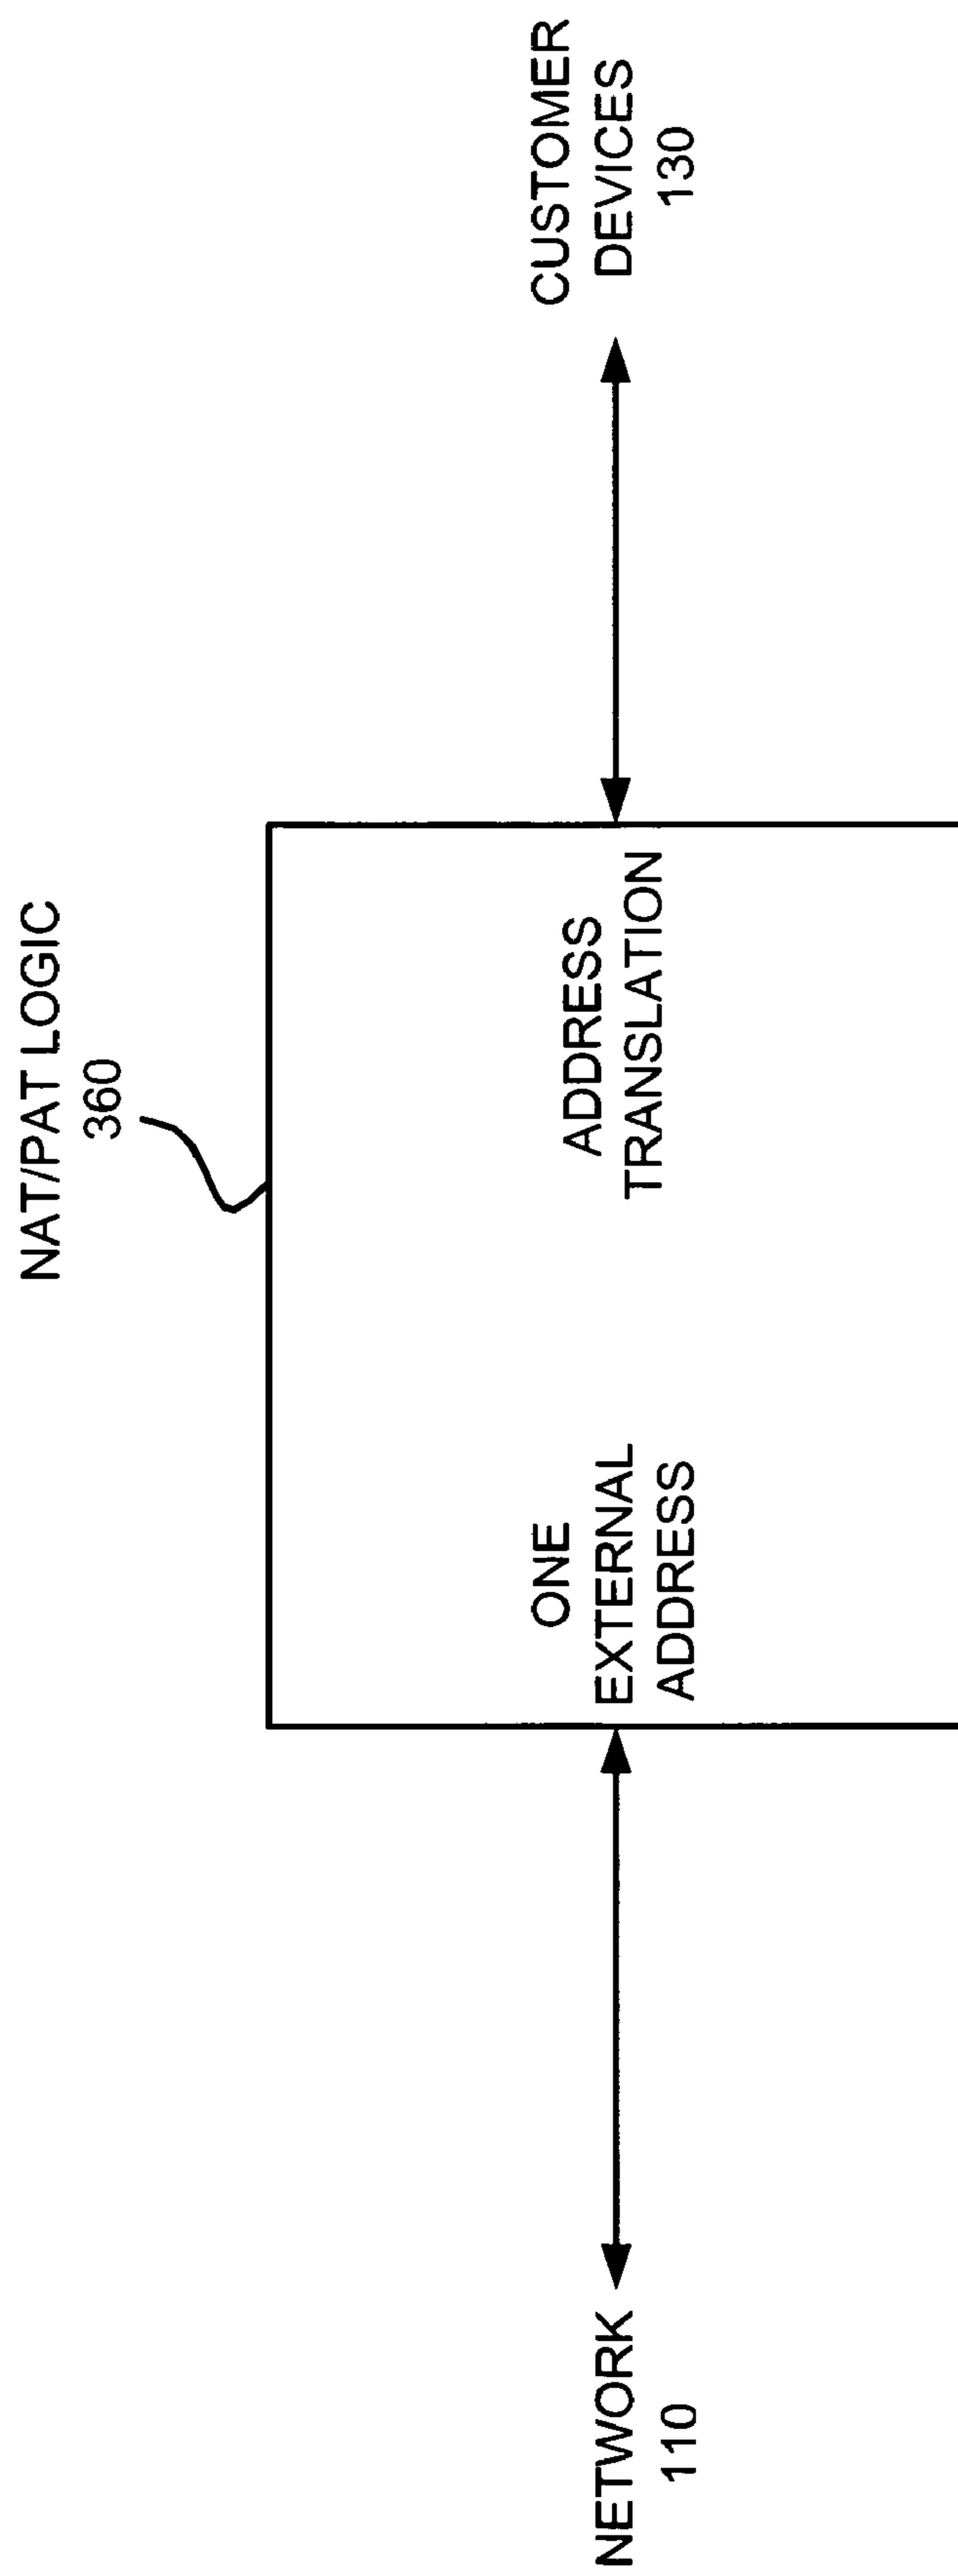 NAT/PAT LOGIC
360
NETWORK
110
ONE
EXTERNAL
ADDRESS
ADDRESS
TRANSLATION
CUSTOMER
DEVICES
130